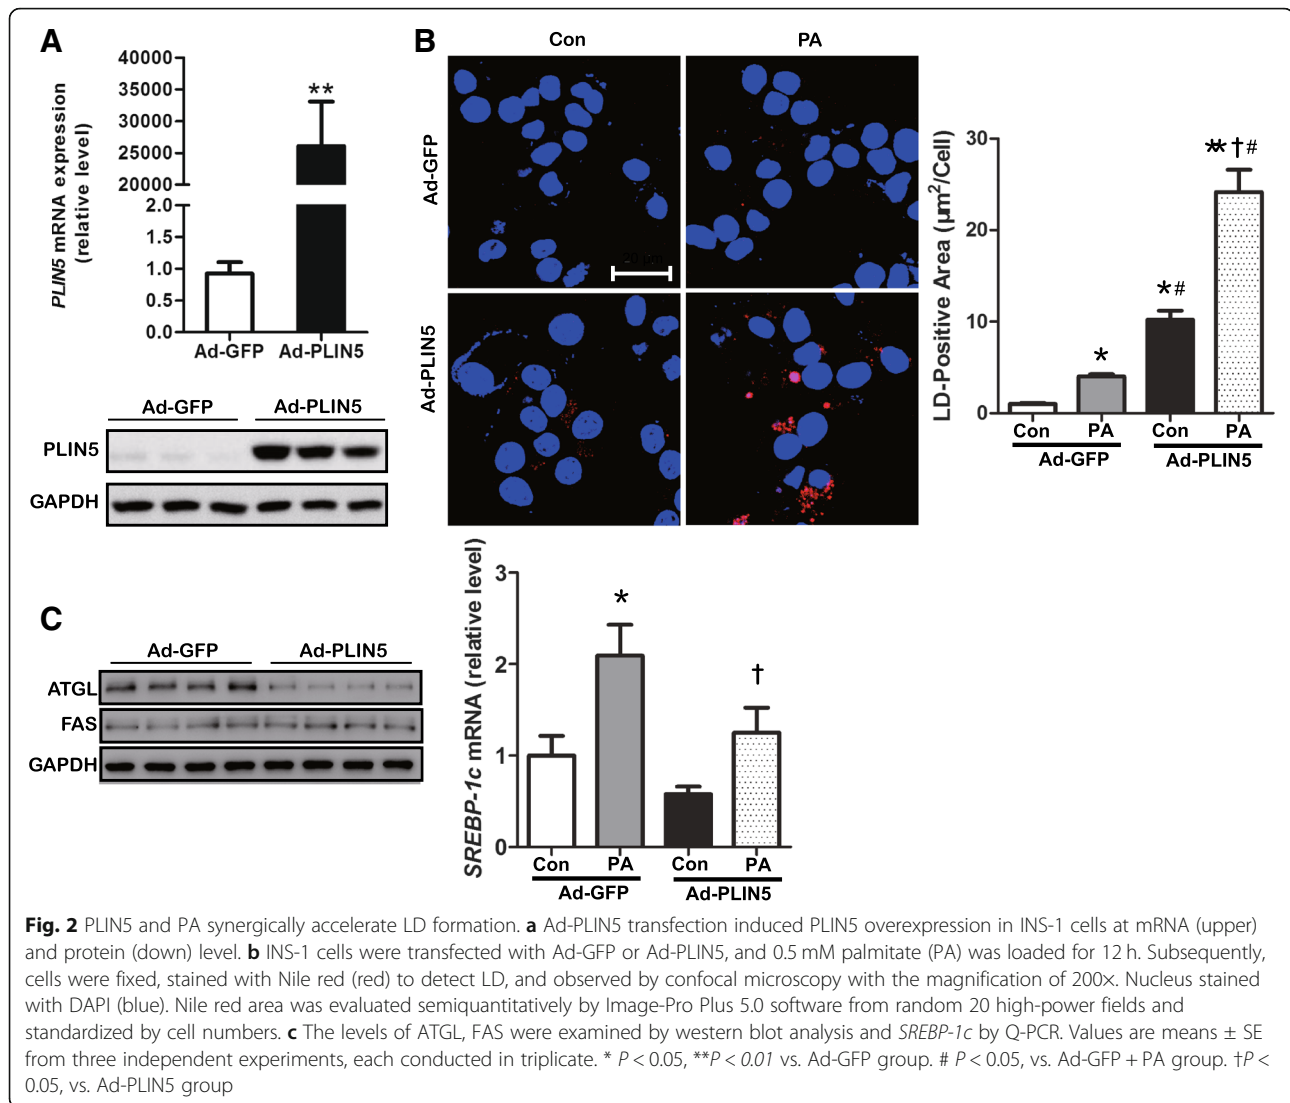 A
PLIN5 mRNA expression
(relative level)
40000
35000
30000
25000
20000
2.0
1.5
1.0
0.5
0.0
**
Ad-GFP Ad-PLIN5
Ad-GFP Ad-PLIN5
PLIN5
GAPDH
B
Con PA
Ad-GFP
Ad-PLIN5
LD-Positive Area (µm²/Cell)
30
20
10
0
*
*#
**†#
Con PA Con PA
Ad-GFP Ad-PLIN5
C
Ad-GFP Ad-PLIN5
ATGL
FAS
GAPDH
SREBP-1c mRNA (relative level)
3
2
1
0
*
†
Con PA Con PA
Ad-GFP Ad-PLIN5
Fig. 2 PLIN5 and PA synergically accelerate LD formation. a Ad-PLIN5 transfection induced PLIN5 overexpression in INS-1 cells at mRNA (upper)
and protein (down) level. b INS-1 cells were transfected with Ad-GFP or Ad-PLIN5, and 0.5 mM palmitate (PA) was loaded for 12 h. Subsequently,
cells were fixed, stained with Nile red (red) to detect LD, and observed by confocal microscopy with the magnification of 200×. Nucleus stained
with DAPI (blue). Nile red area was evaluated semiquantitatively by Image-Pro Plus 5.0 software from random 20 high-power fields and
standardized by cell numbers. c The levels of ATGL, FAS were examined by western blot analysis and SREBP-1c by Q-PCR. Values are means ± SE
from three independent experiments, each conducted in triplicate. * P < 0.05, **P < 0.01 vs. Ad-GFP group. # P < 0.05, vs. Ad-GFP + PA group. †P <
0.05, vs. Ad-PLIN5 group